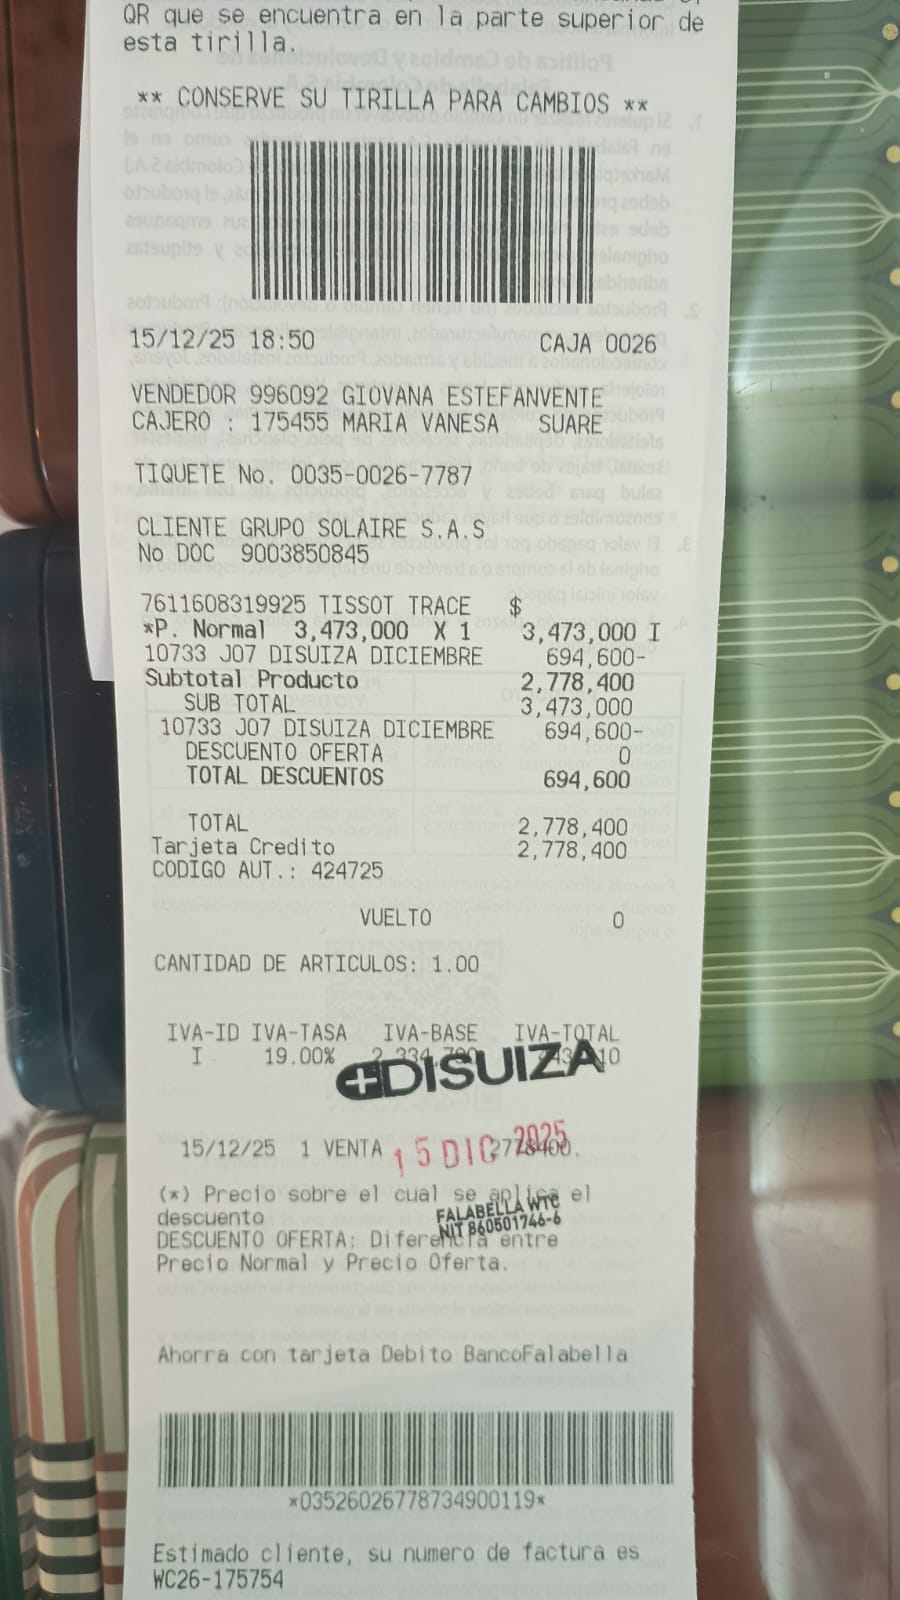 QR que se encuentra en la parte superior de
esta tirilla.
** CONSERVE SU TIRILLA PARA CAMBIOS **
15/12/25 18:50 CAJA 0026
VENDEDOR 996092 GIOVANA ESTEFANVENTE
CAJERO : 175455 MARIA VANESA SUARE
TIQUETE No. 0035-0026-7787
CLIENTE GRUPO SOLAIRE S.A.S
No DOC 9003850845
7611608319925 TISSOT TRACE $
*P. Normal 3,473,000 X 1 3,473,000 I
10733 J07 DISUIZA DICIEMBRE 694,600-
Subtotal Producto 2,778,400
SUB TOTAL 3,473,000
10733 J07 DISUIZA DICIEMBRE 694,600-
DESCUENTO OFERTA 0
TOTAL DESCUENTOS 694,600
TOTAL 2,778,400
Tarjeta Credito 2,778,400
CODIGO AUT.: 424725
VUELTO 0
CANTIDAD DE ARTICULOS: 1.00
IVA-ID IVA-TASA IVA-BASE IVA-TOTAL
I 19.00%
DISUIZA
15/12/25 1 VENTA 2778400.
15 DIC 2025
(*) Precio sobre el cual se aplica el
descuento
FALABELLA WTC
NIT 860501746-6
DESCUENTO OFERTA: Diferencia entre
Precio Normal y Precio Oferta.
Ahorra con tarjeta Debito BancoFalabella
*03526026778734900119*
Estimado cliente, su numero de factura es
WC26-175754